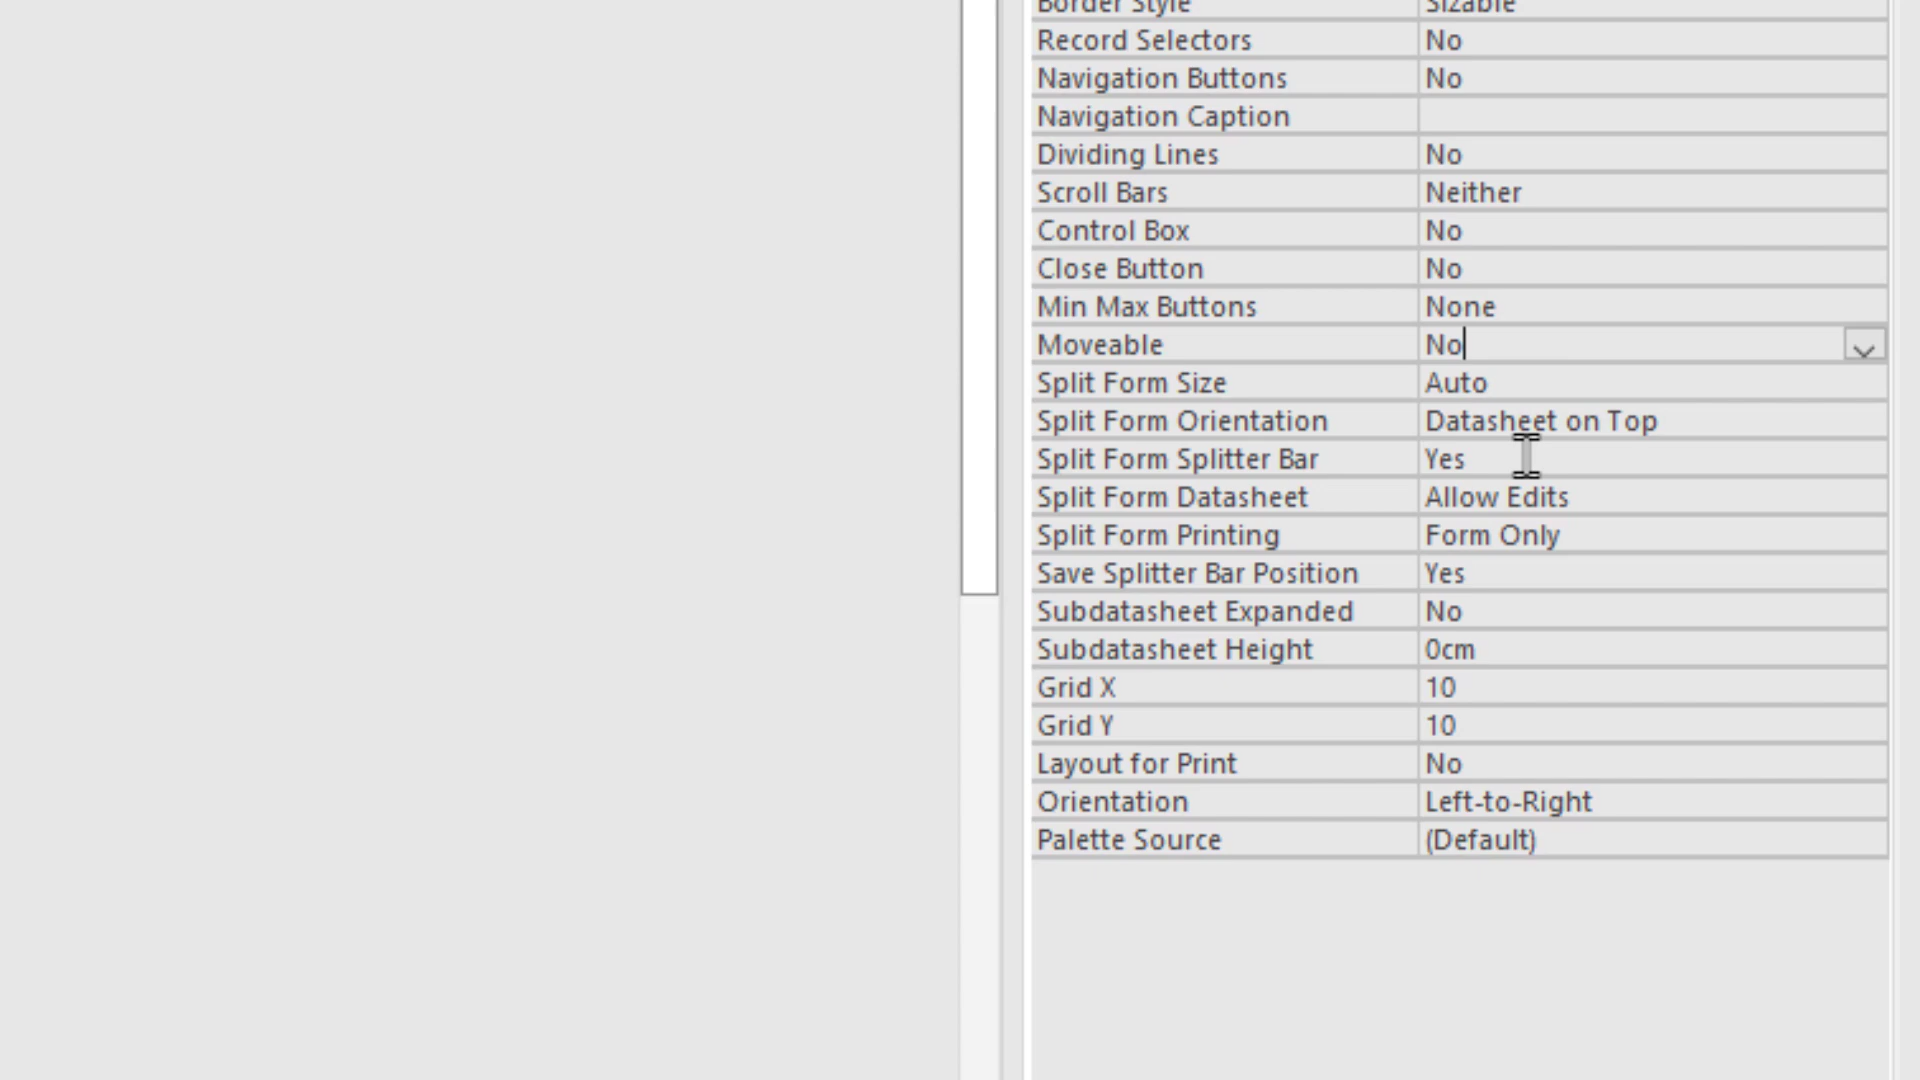 Border Style Sizable
Record Selectors No
Navigation Buttons No
Navigation Caption
Dividing Lines No
Scroll Bars Neither
Control Box No
Close Button No
Min Max Buttons None
Moveable No
Split Form Size Auto
Split Form Orientation Datasheet on Top
Split Form Splitter Bar Yes
Split Form Datasheet Allow Edits
Split Form Printing Form Only
Save Splitter Bar Position Yes
Subdatasheet Expanded No
Subdatasheet Height 0cm
Grid X 10
Grid Y 10
Layout for Print No
Orientation Left-to-Right
Palette Source (Default)